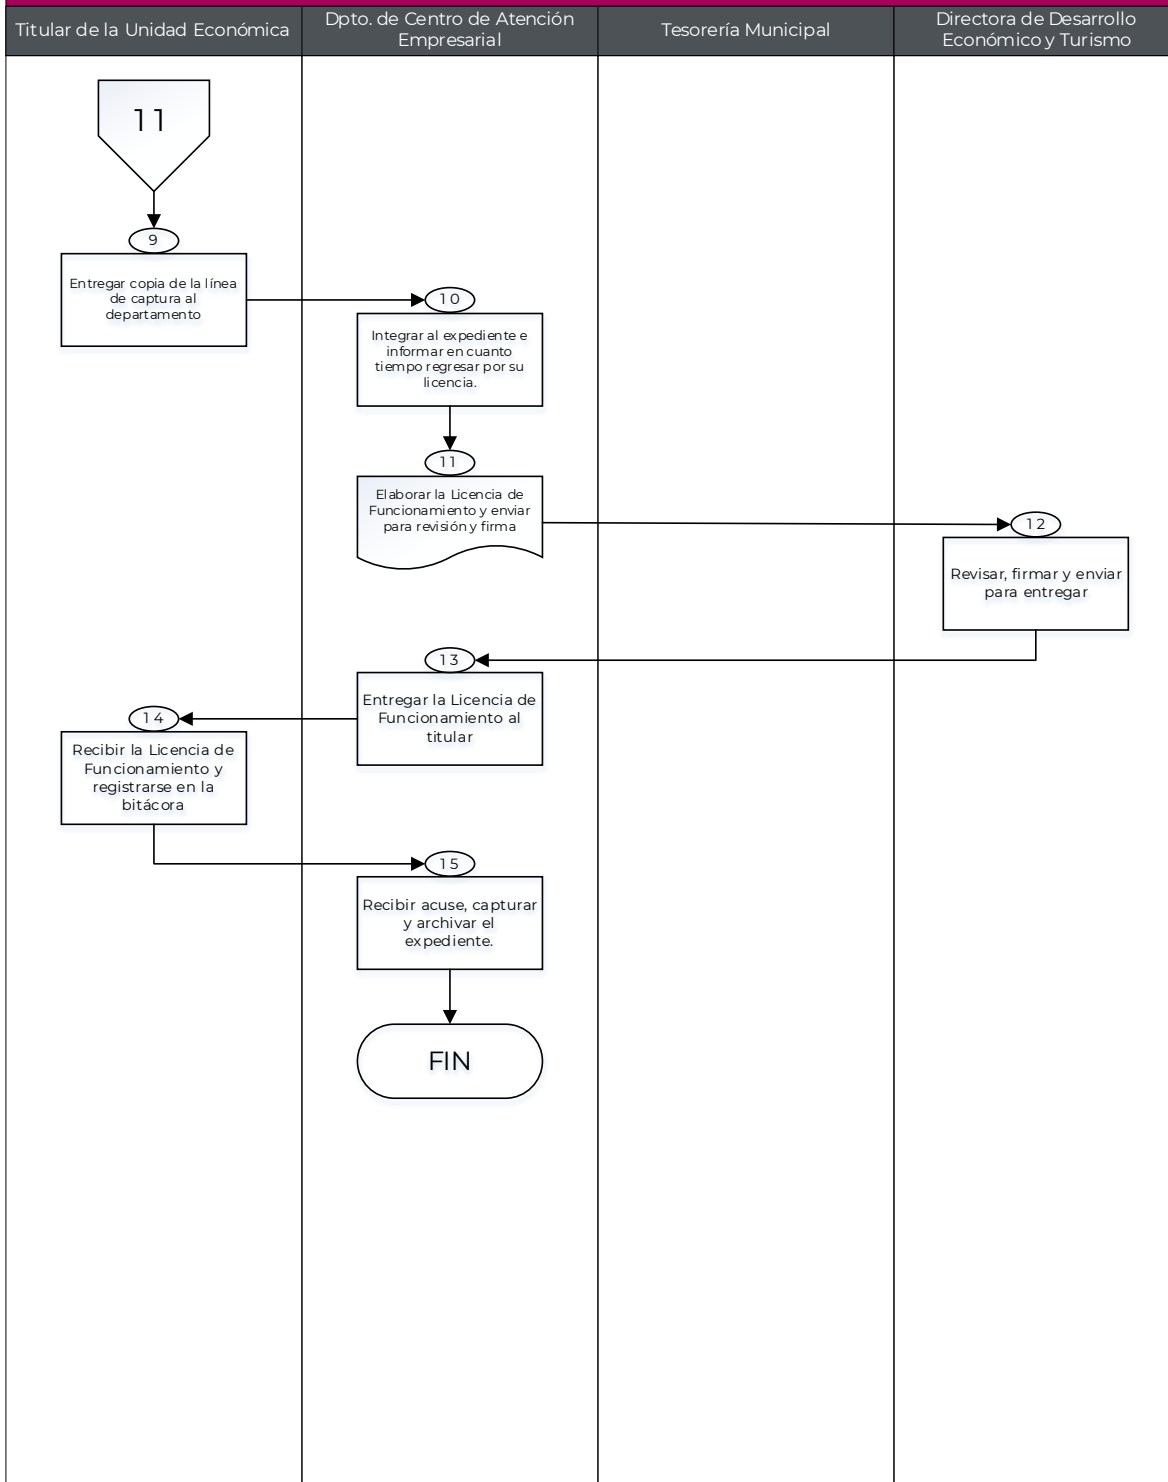 Titular de la Unidad Económica
Dpto. de Centro de Atención
Empresarial
Tesorería Municipal
Directora de Desarrollo
Económico y Turismo
11
9
Entregar copia de la línea
de captura al
departamento
10
Integrar al expediente e
informar en cuanto
tiempo regresar por su
licencia.
11
Elaborar la Licencia de
Funcionamiento y enviar
para revisión y firma
12
Revisar, firmar y enviar
para entregar
13
Entregar la Licencia de
Funcionamiento al
titular
14
Recibir la Licencia de
Funcionamiento y
registrarse en la
bitácora
15
Recibir acuse, capturar
y archivar el
expediente.
FIN